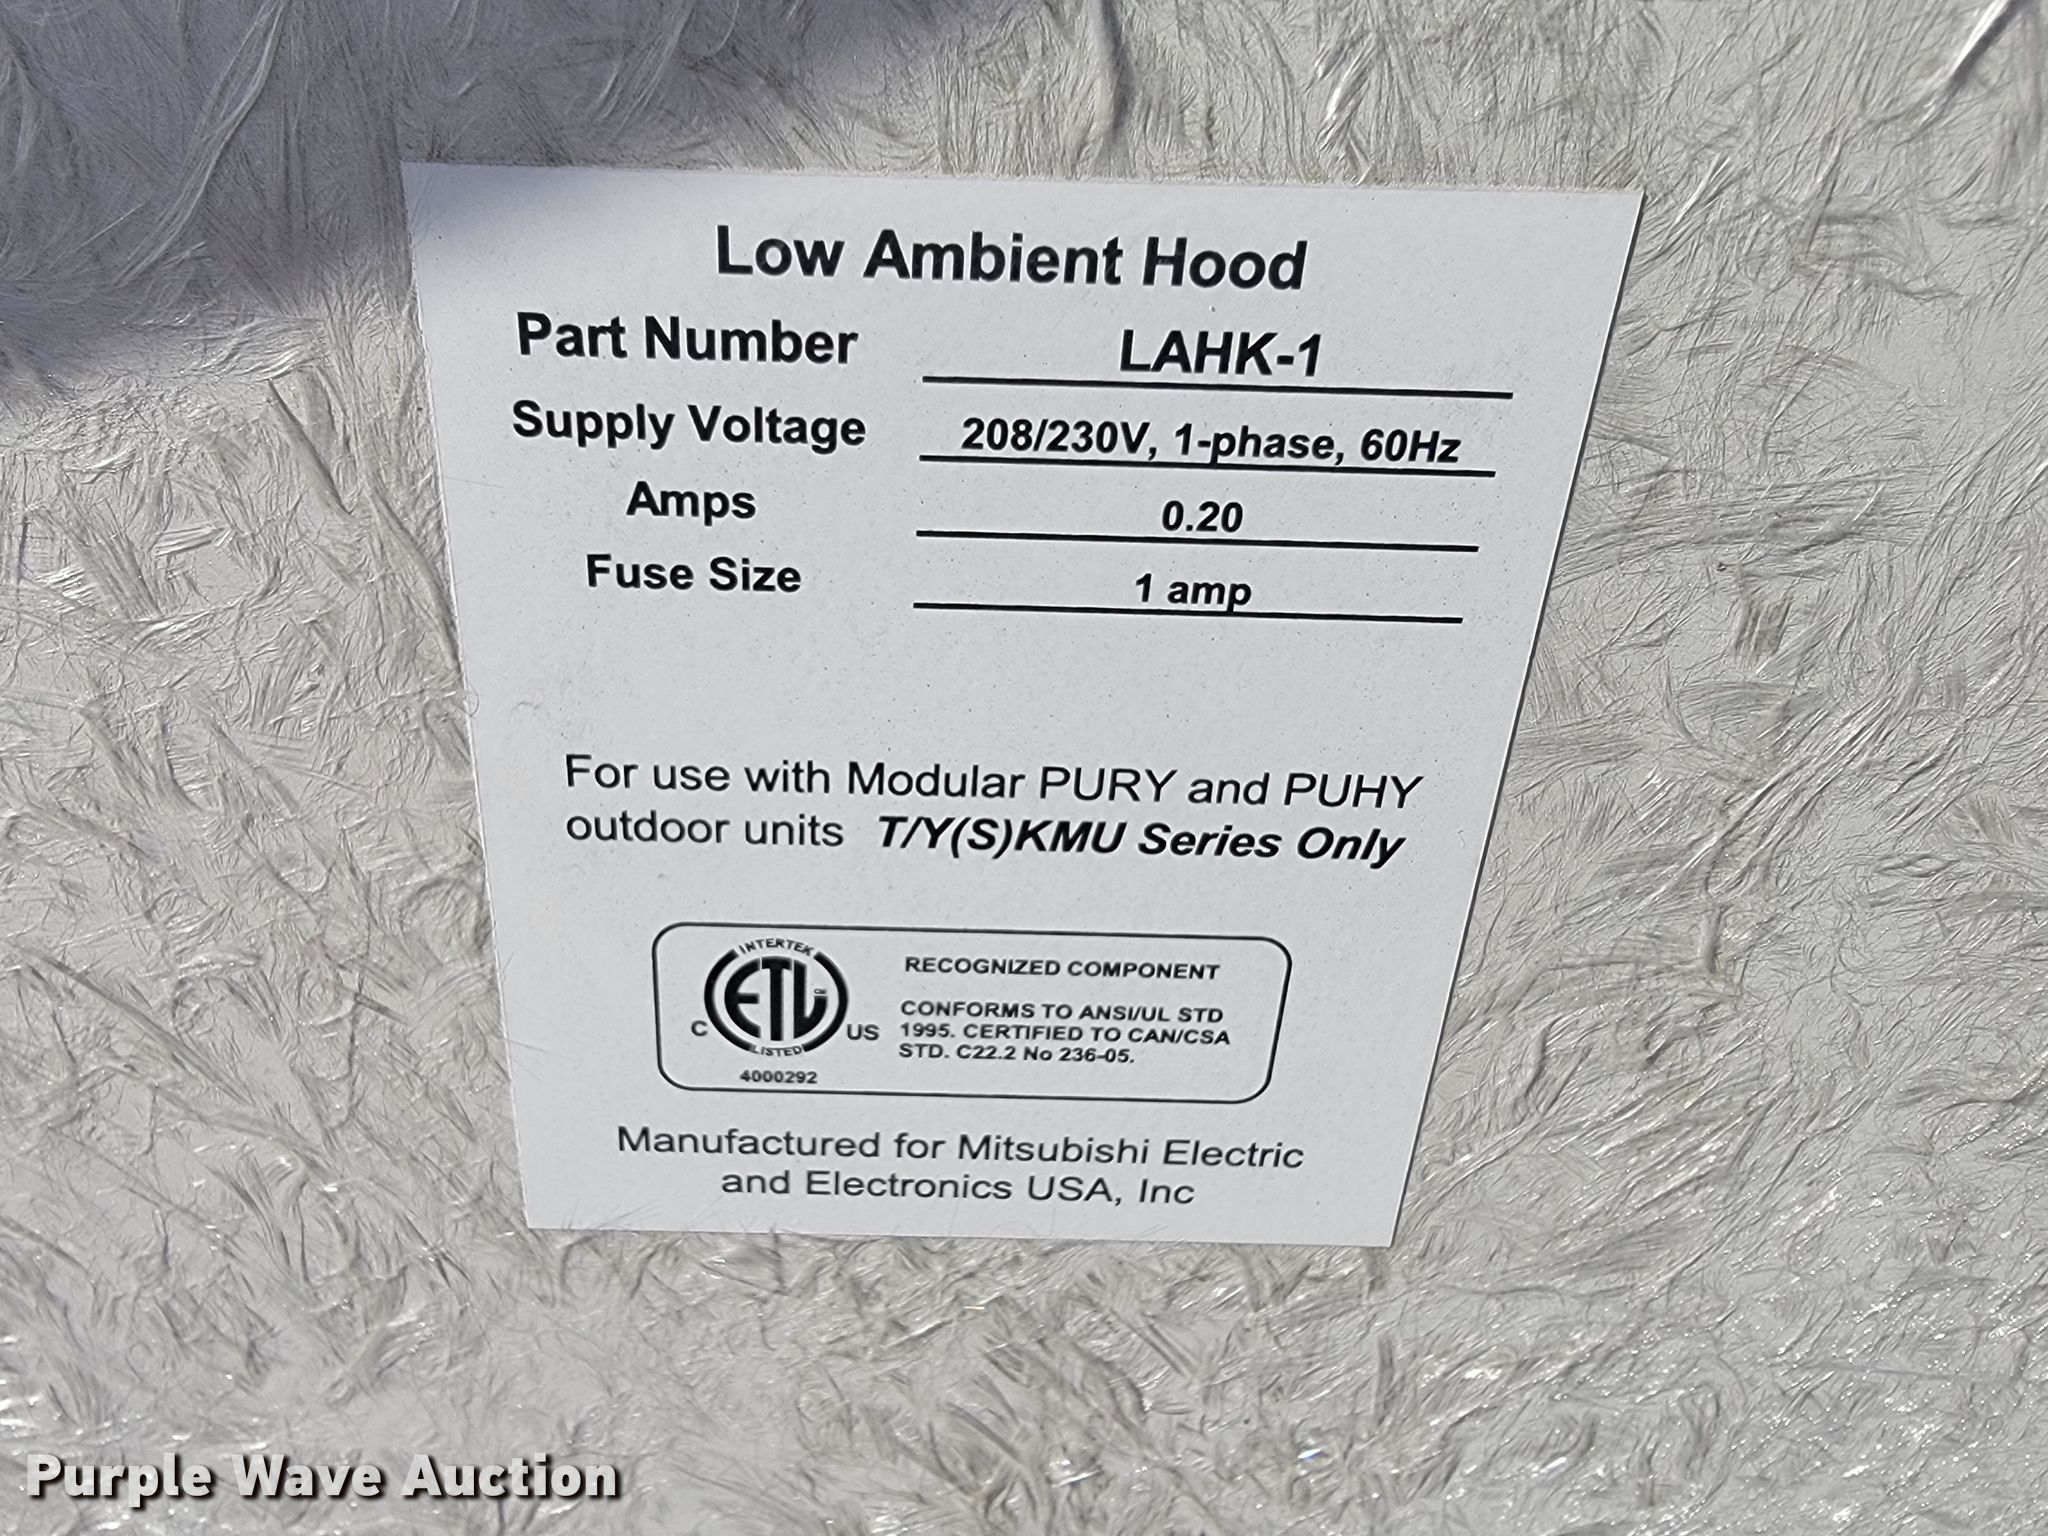 Low Ambient Hood
Part Number LAHK-1
Supply Voltage 208/230V, 1-phase, 60Hz
Amps 0.20
Fuse Size 1 amp
For use with Modular PURY and PUHY
outdoor units T/Y(S)KMU Series Only
INTERTEK
ETL CM
C US
LISTED
4000292
RECOGNIZED COMPONENT
CONFORMS TO ANSI/UL STD
1995. CERTIFIED TO CAN/CSA
STD. C22.2 No 236-05.
Manufactured for Mitsubishi Electric
and Electronics USA, Inc
Purple Wave Auction